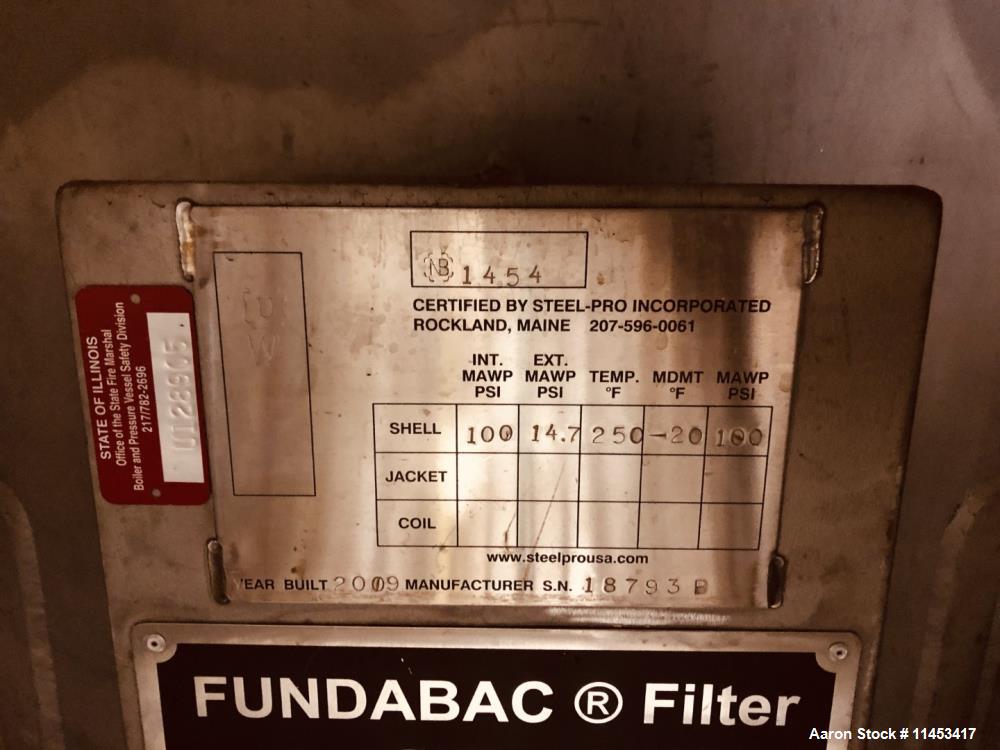 STATE OF ILLINOIS
Office of the State Fire Marshal
Boiler and Pressure Vessel Safety Division
217/782-2696
U128905
U
W
NB 1454
CERTIFIED BY STEEL-PRO INCORPORATED
ROCKLAND, MAINE 207-596-0061
INT. MAWP PSI EXT. MAWP PSI TEMP. °F MDMT °F MAWP PSI
SHELL 100 14.7 250 -20 100
JACKET
COIL
www.steelprousa.com
YEAR BUILT 2009 MANUFACTURER S.N. 18793B
FUNDABAC ® Filter
Aaron Stock # 11453417